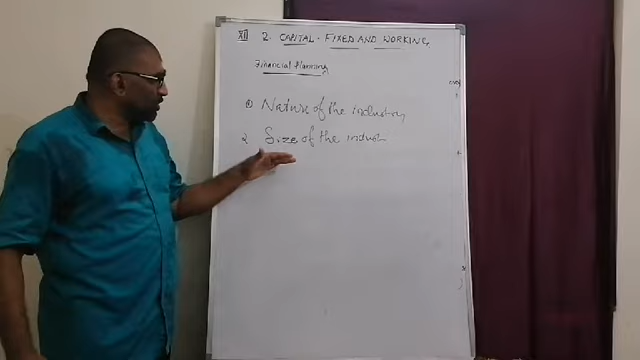 XII 2. CAPITAL - FIXED AND WORKING,
Financial Planning
① Nature of the industry
2 Size of the indust